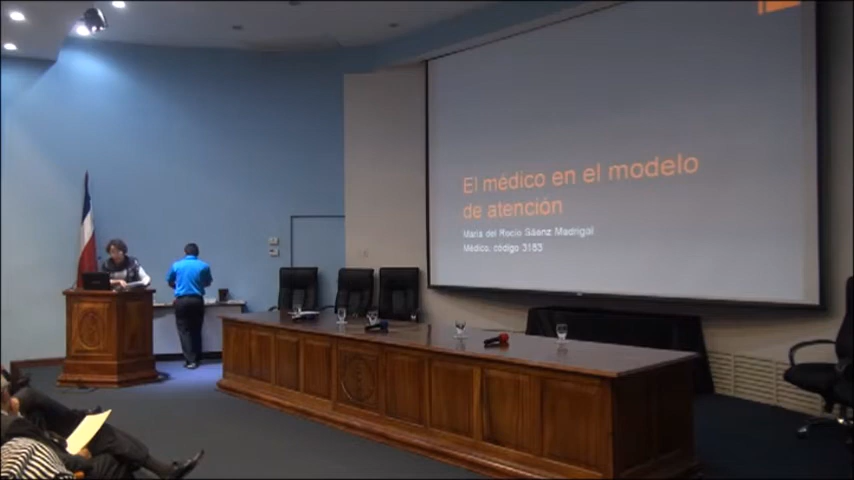 El médico en el modelo
de atención
María del Rocío Sáenz Madrigal
Médico, código 3153